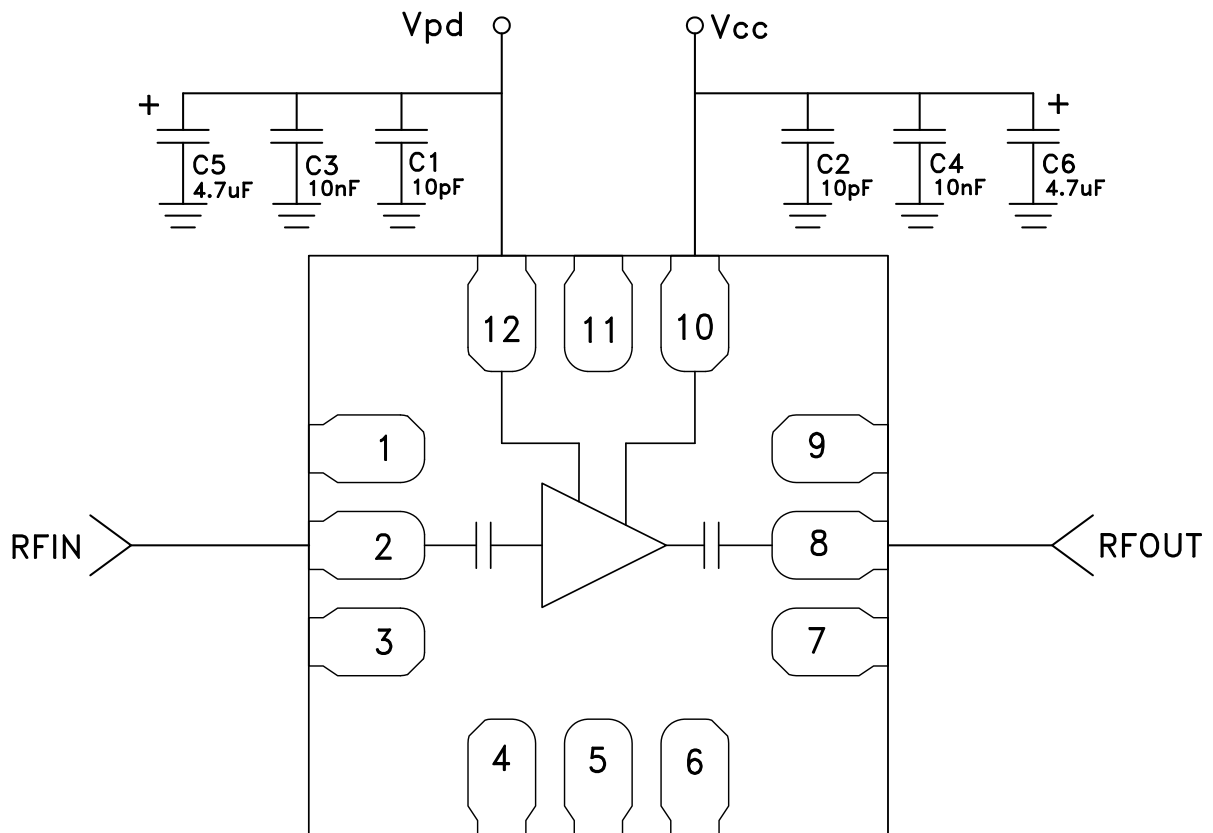 Vpd
Vcc
+
+
C5
4.7uF
C3
10nF
C1
10pF
C2
10pF
C4
10nF
C6
4.7uF
12
11
10
1
9
RFIN
2
8
RFOUT
3
7
4
5
6